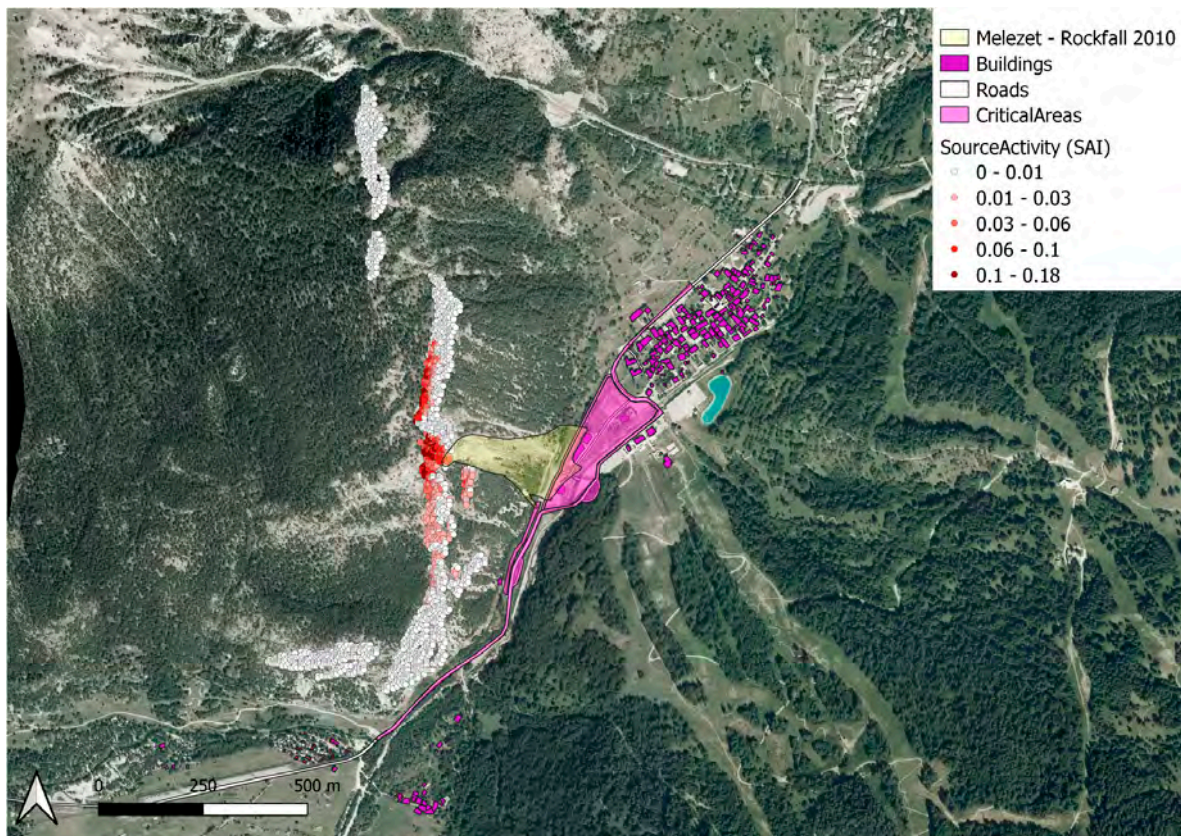 Melezet - Rockfall 2010
Buildings
Roads
CriticalAreas
SourceActivity (SAI)
0 - 0.01
0.01 - 0.03
0.03 - 0.06
0.06 - 0.1
0.1 - 0.18
0 250 500 m